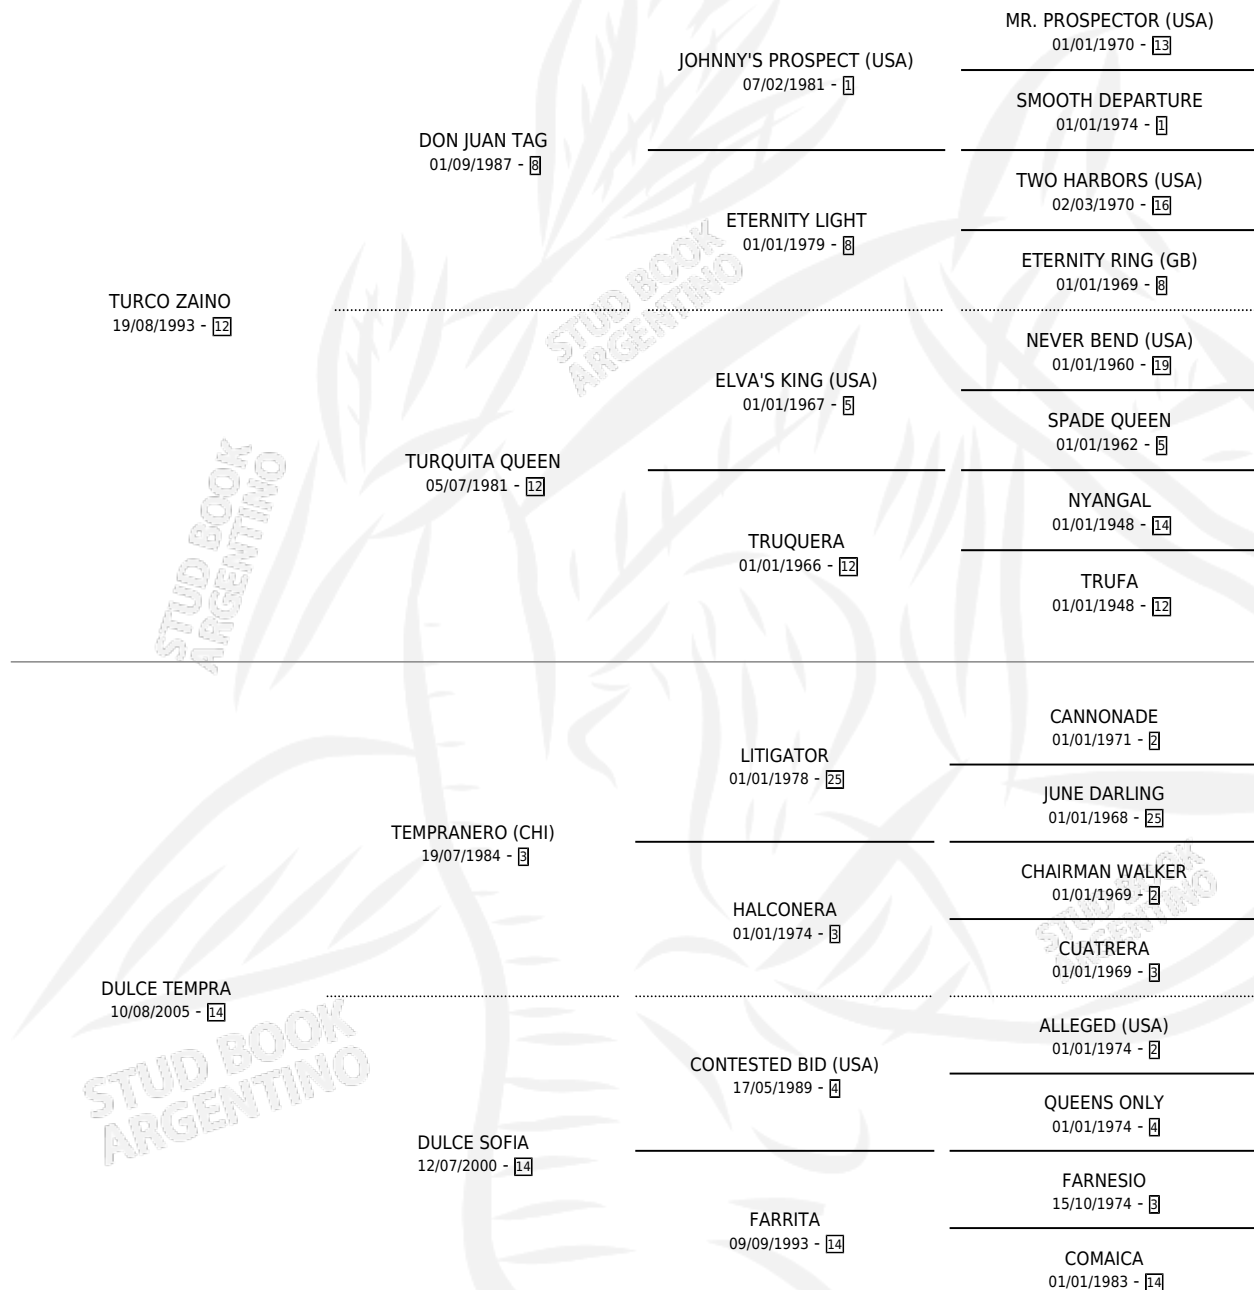 MR. PROSPECTOR (USA)
01/01/1970 - 13
JOHNNY'S PROSPECT (USA)
07/02/1981 - 1
SMOOTH DEPARTURE
01/01/1974 - 1
DON JUAN TAG
01/09/1987 - 8
TWO HARBORS (USA)
02/03/1970 - 16
ETERNITY LIGHT
01/01/1979 - 8
ETERNITY RING (GB)
01/01/1969 - 8
TURCO ZAINO
19/08/1993 - 12
NEVER BEND (USA)
01/01/1960 - 19
ELVA'S KING (USA)
01/01/1967 - 5
SPADE QUEEN
01/01/1962 - 5
TURQUITA QUEEN
05/07/1981 - 12
NYANGAL
01/01/1948 - 14
TRUQUERA
01/01/1966 - 12
TRUFA
01/01/1948 - 12
CANNONADE
01/01/1971 - 2
LITIGATOR
01/01/1978 - 25
JUNE DARLING
01/01/1968 - 25
TEMPRANERO (CHI)
19/07/1984 - 3
CHAIRMAN WALKER
01/01/1969 - 2
HALCONERA
01/01/1974 - 3
CUATRERA
01/01/1969 - 3
DULCE TEMPRA
10/08/2005 - 14
ALLEGED (USA)
01/01/1974 - 2
CONTESTED BID (USA)
17/05/1989 - 4
QUEENS ONLY
01/01/1974 - 4
DULCE SOFIA
12/07/2000 - 14
FARNESIO
15/10/1974 - 3
FARRITA
09/09/1993 - 14
COMAICA
01/01/1983 - 14
STUD BOOK
ARGENTINO
STUD BOOK
ARGENTINO
STUD BOOK
ARGENTINO
STUD BOOK
ARGENTINO